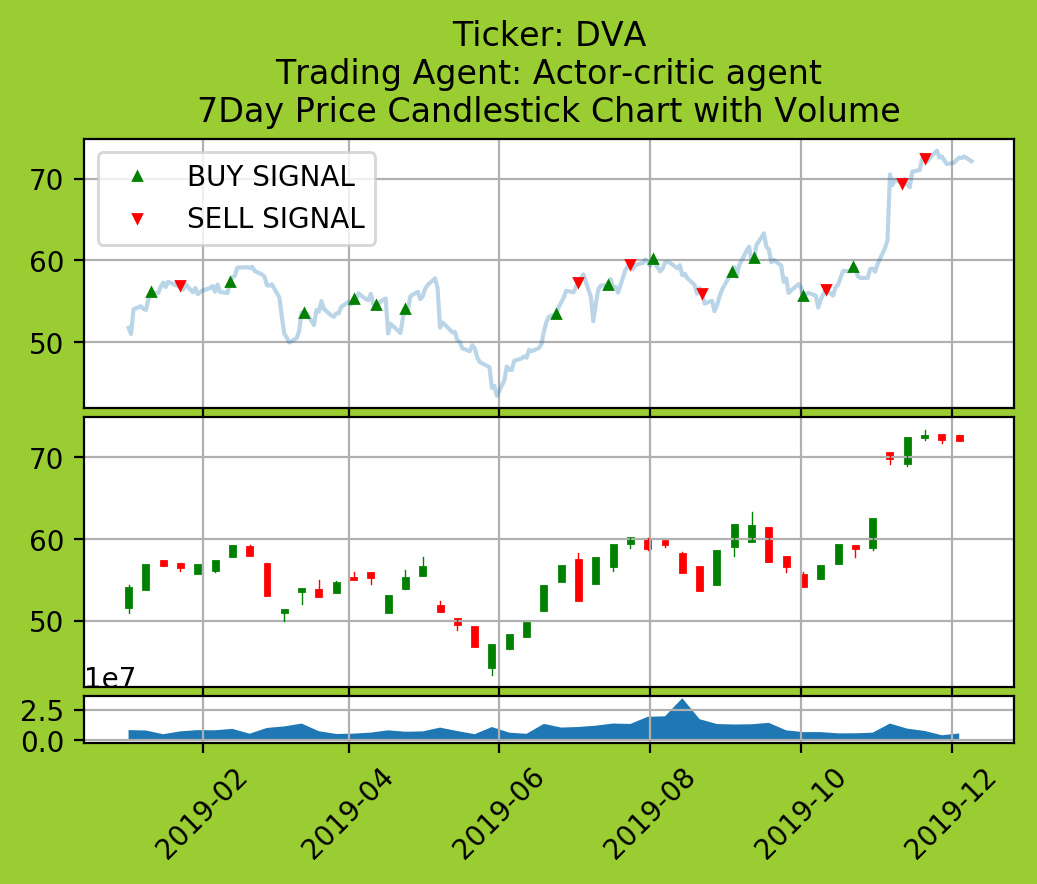 Ticker: DVA
Trading Agent: Actor-critic agent
7Day Price Candlestick Chart with Volume
BUY SIGNAL
SELL SIGNAL
70
60
50
70
60
50
1e7
2.5
0.0
2019-02
2019-04
2019-06
2019-08
2019-10
2019-12